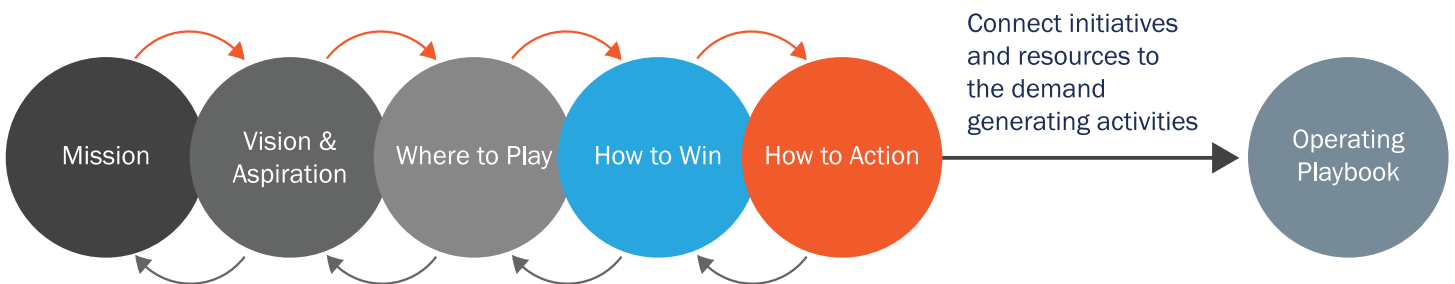 Mission
Vision &
Aspiration
Where to Play
How to Win
How to Action
Connect initiatives
and resources to
the demand
generating activities
Operating
Playbook